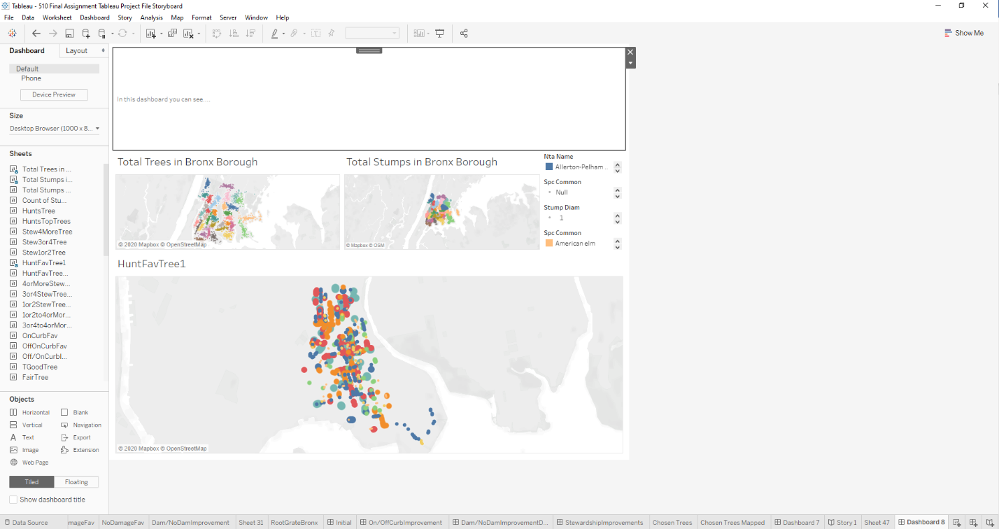 Tableau - 510 Final Assignment Tableau Project File Storyboard
File Data Worksheet Dashboard Story Analysis Map Format Server Window Help
Show Me
Dashboard Layout
Default
Phone
Device Preview
Size
Desktop Browser (1000 x 8...
Sheets
Total Trees in ...
Total Stumps i...
Total Stumps ...
Count of Stu...
HuntsTree
HuntsTopTrees
Stew4MoreTree
Stew3or4Tree
Stew1or2Tree
HuntFavTree1
HuntFavTree...
4orMoreStew...
3or4StewTree...
1or2StewTree...
1or2to4orMor...
3or4to4orMor...
OnCurbFav
OffOnCurbFav
Off/OnCurbI...
TGoodTree
FairTree
Objects
Horizontal Blank
Vertical Navigation
A Text Export
Image Extension
Web Page
Tiled Floating
Show dashboard title
In this dashboard you can see....
Total Trees in Bronx Borough
© 2020 Mapbox © OpenStreetMap
Total Stumps in Bronx Borough
© Mapbox © OSM
Nta Name
Allerton-Pelham ..
Spc Common
Null
Stump Diam
1
Spc Common
American elm
HuntFavTree1
© 2020 Mapbox © OpenStreetMap
Data Source mageFav NoDamageFav Dam/NoDamImprovement Sheet 31 RootGrateBronx Initial On/OffCurbImprovement Dam/NoDamImprovementD... StewardshipImprovements Chosen Trees Chosen Trees Mapped Dashboard 7 Story 1 Sheet 47 Dashboard 8